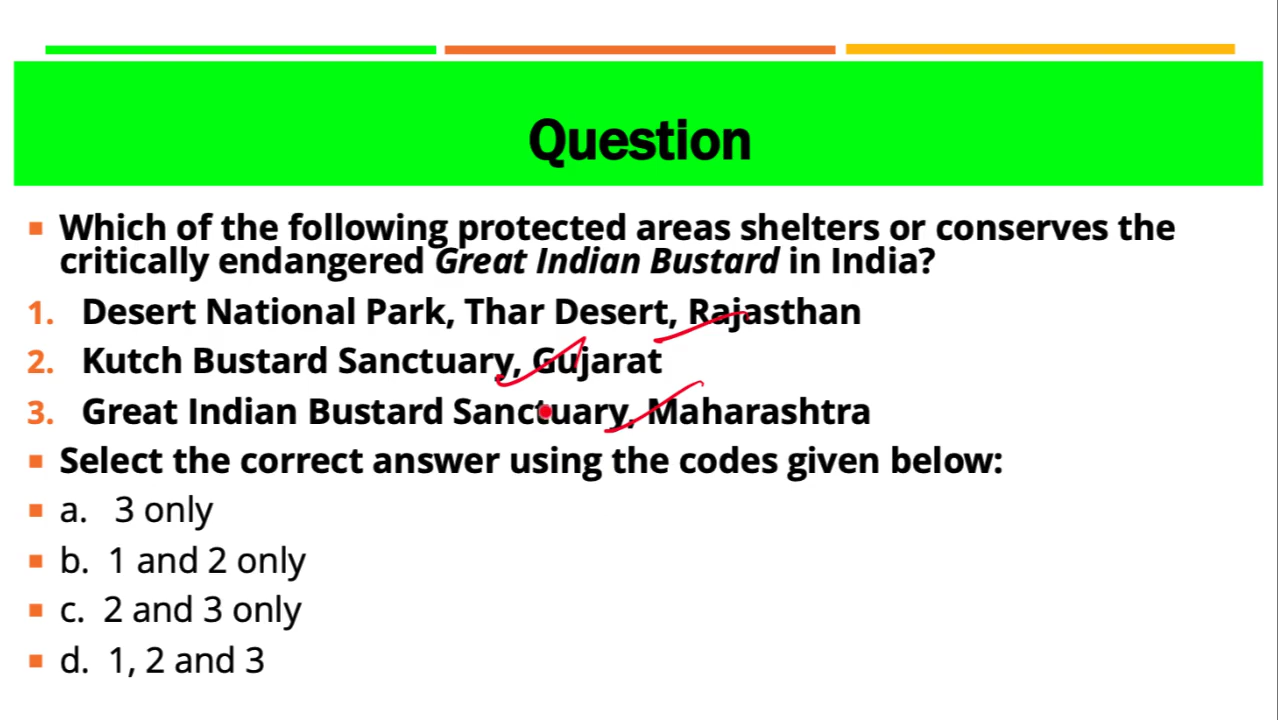 Question
Which of the following protected areas shelters or conserves the
critically endangered Great Indian Bustard in India?
1. Desert National Park, Thar Desert, Rajasthan
2. Kutch Bustard Sanctuary, Gujarat
3. Great Indian Bustard Sanctuary, Maharashtra
Select the correct answer using the codes given below:
a. 3 only
b. 1 and 2 only
c. 2 and 3 only
d. 1, 2 and 3